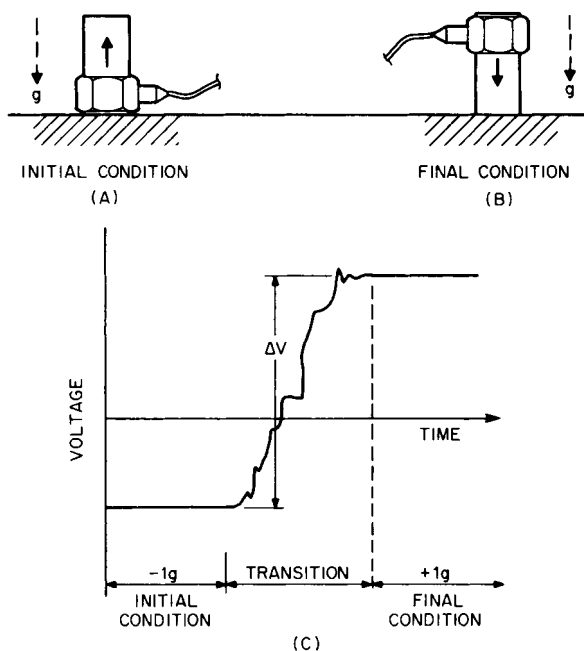 g
g
INITIAL CONDITION
(A)
FINAL CONDITION
(B)
VOLTAGE
ΔV
TIME
-1g
TRANSITION
+1g
INITIAL
CONDITION
FINAL
CONDITION
(C)